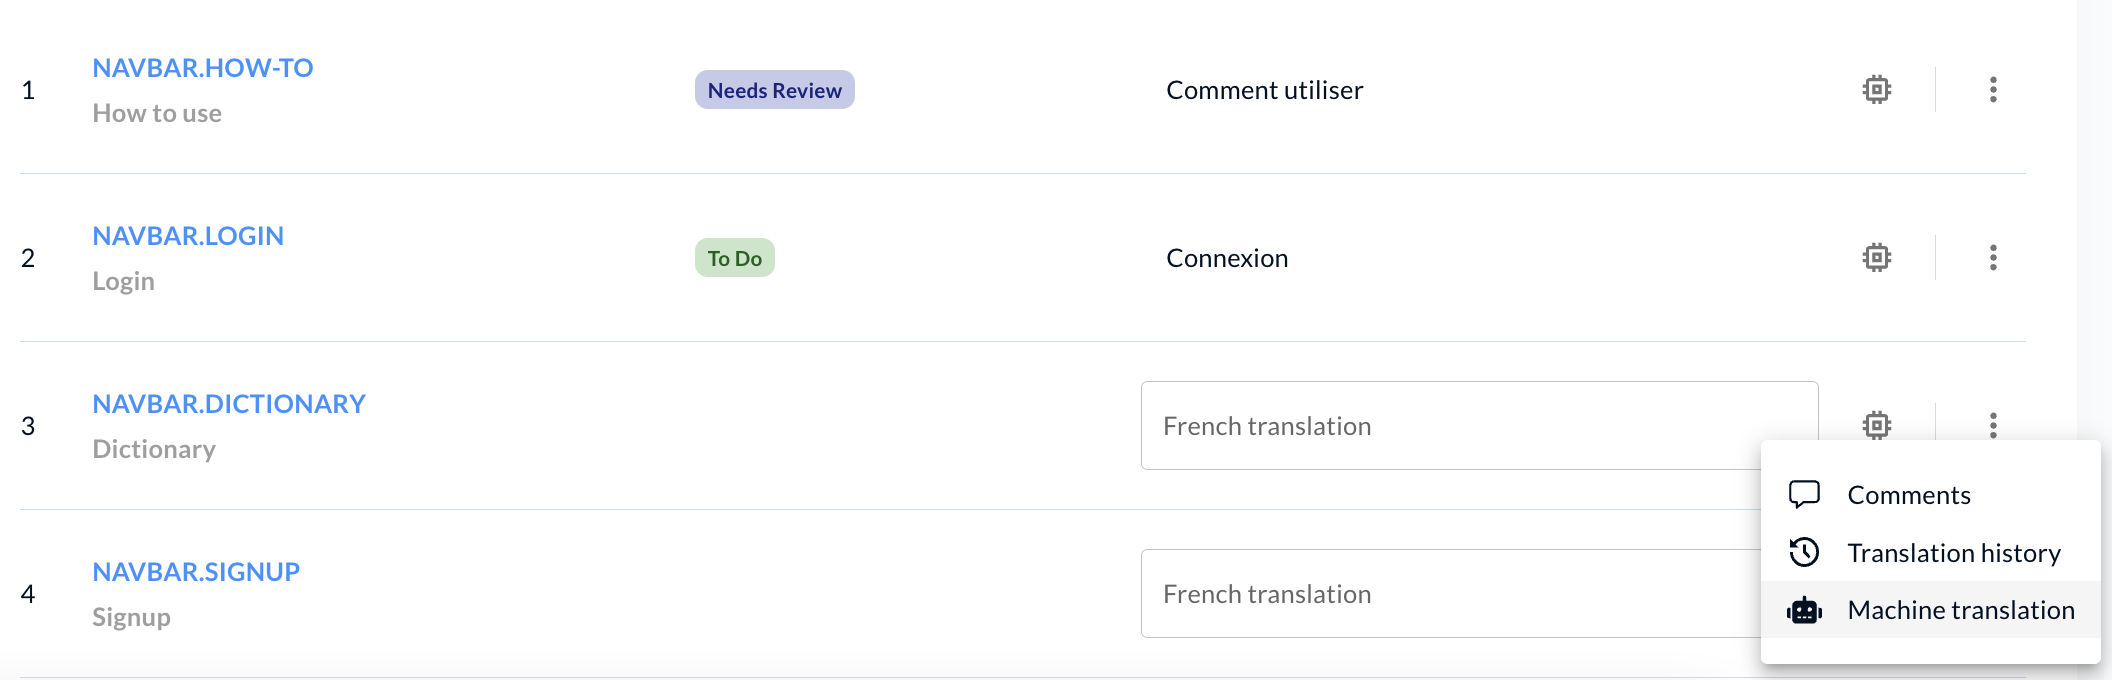 1
NAVBAR.HOW-TO
How to use
Needs Review
Comment utiliser
2
NAVBAR.LOGIN
Login
To Do
Connexion
3
NAVBAR.DICTIONARY
Dictionary
French translation
4
NAVBAR.SIGNUP
Signup
French translation
Comments
Translation history
Machine translation